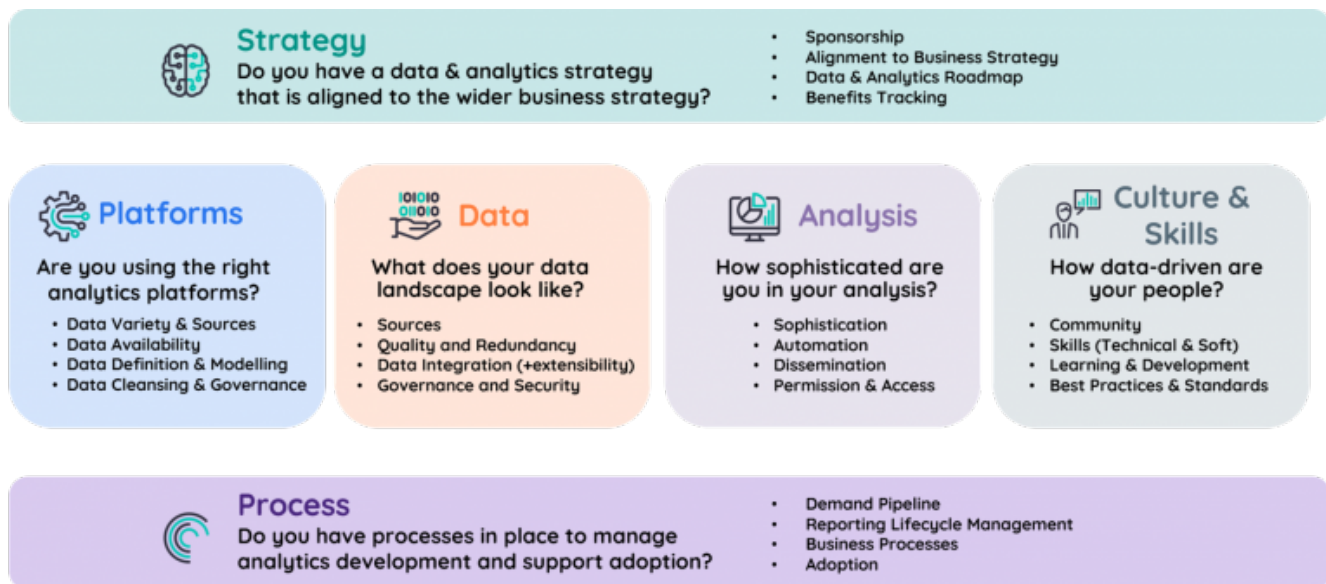 Strategy
Do you have a data & analytics strategy
that is aligned to the wider business strategy?
• Sponsorship
• Alignment to Business Strategy
• Data & Analytics Roadmap
• Benefits Tracking
Platforms
Are you using the right
analytics platforms?
• Data Variety & Sources
• Data Availability
• Data Definition & Modelling
• Data Cleansing & Governance
101010
011010
Data
What does your data
landscape look like?
• Sources
• Quality and Redundancy
• Data Integration (+extensibility)
• Governance and Security
Analysis
How sophisticated are
you in your analysis?
• Sophistication
• Automation
• Dissemination
• Permission & Access
Culture &
Skills
How data-driven are
your people?
• Community
• Skills (Technical & Soft)
• Learning & Development
• Best Practices & Standards
Process
Do you have processes in place to manage
analytics development and support adoption?
• Demand Pipeline
• Reporting Lifecycle Management
• Business Processes
• Adoption